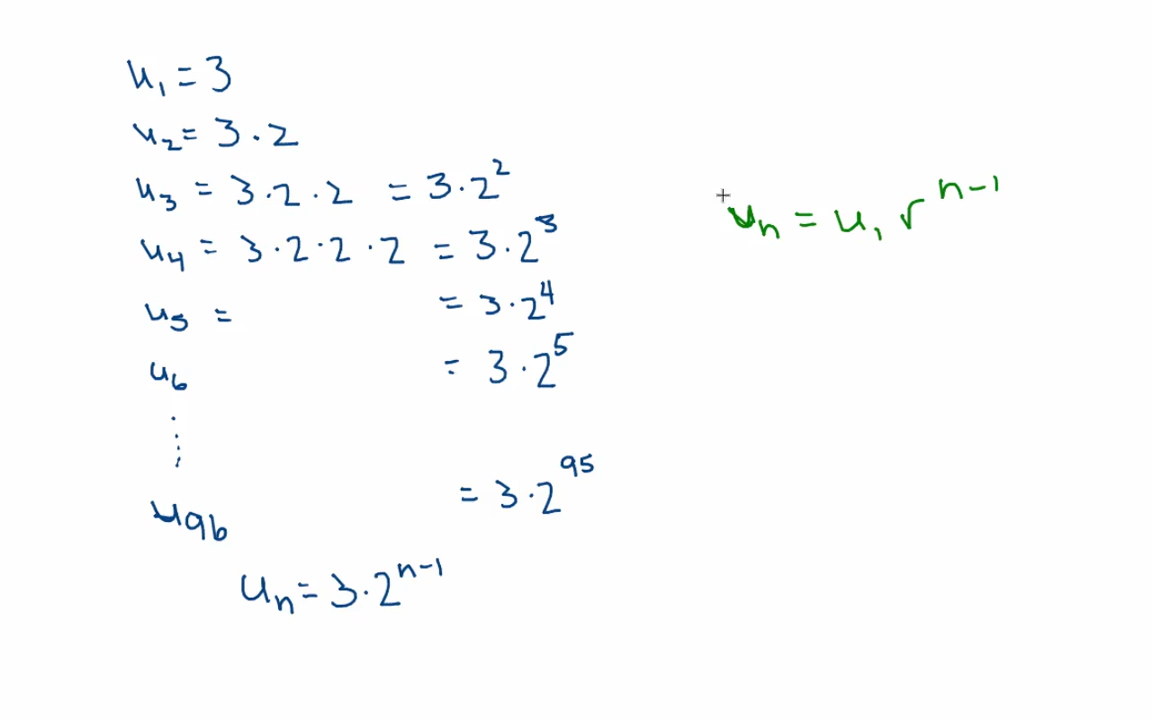 u₁ = 3
u₂ = 3 · 2
u₃ = 3 · 2 · 2 = 3 · 2²
u₄ = 3 · 2 · 2 · 2 = 3 · 2³
u₅ = = 3 · 2⁴
u₆ = 3 · 2⁵
⋮
u₉₆ = 3 · 2⁹⁵
uₙ = 3 · 2ⁿ⁻¹
uₙ = u₁ rⁿ⁻¹